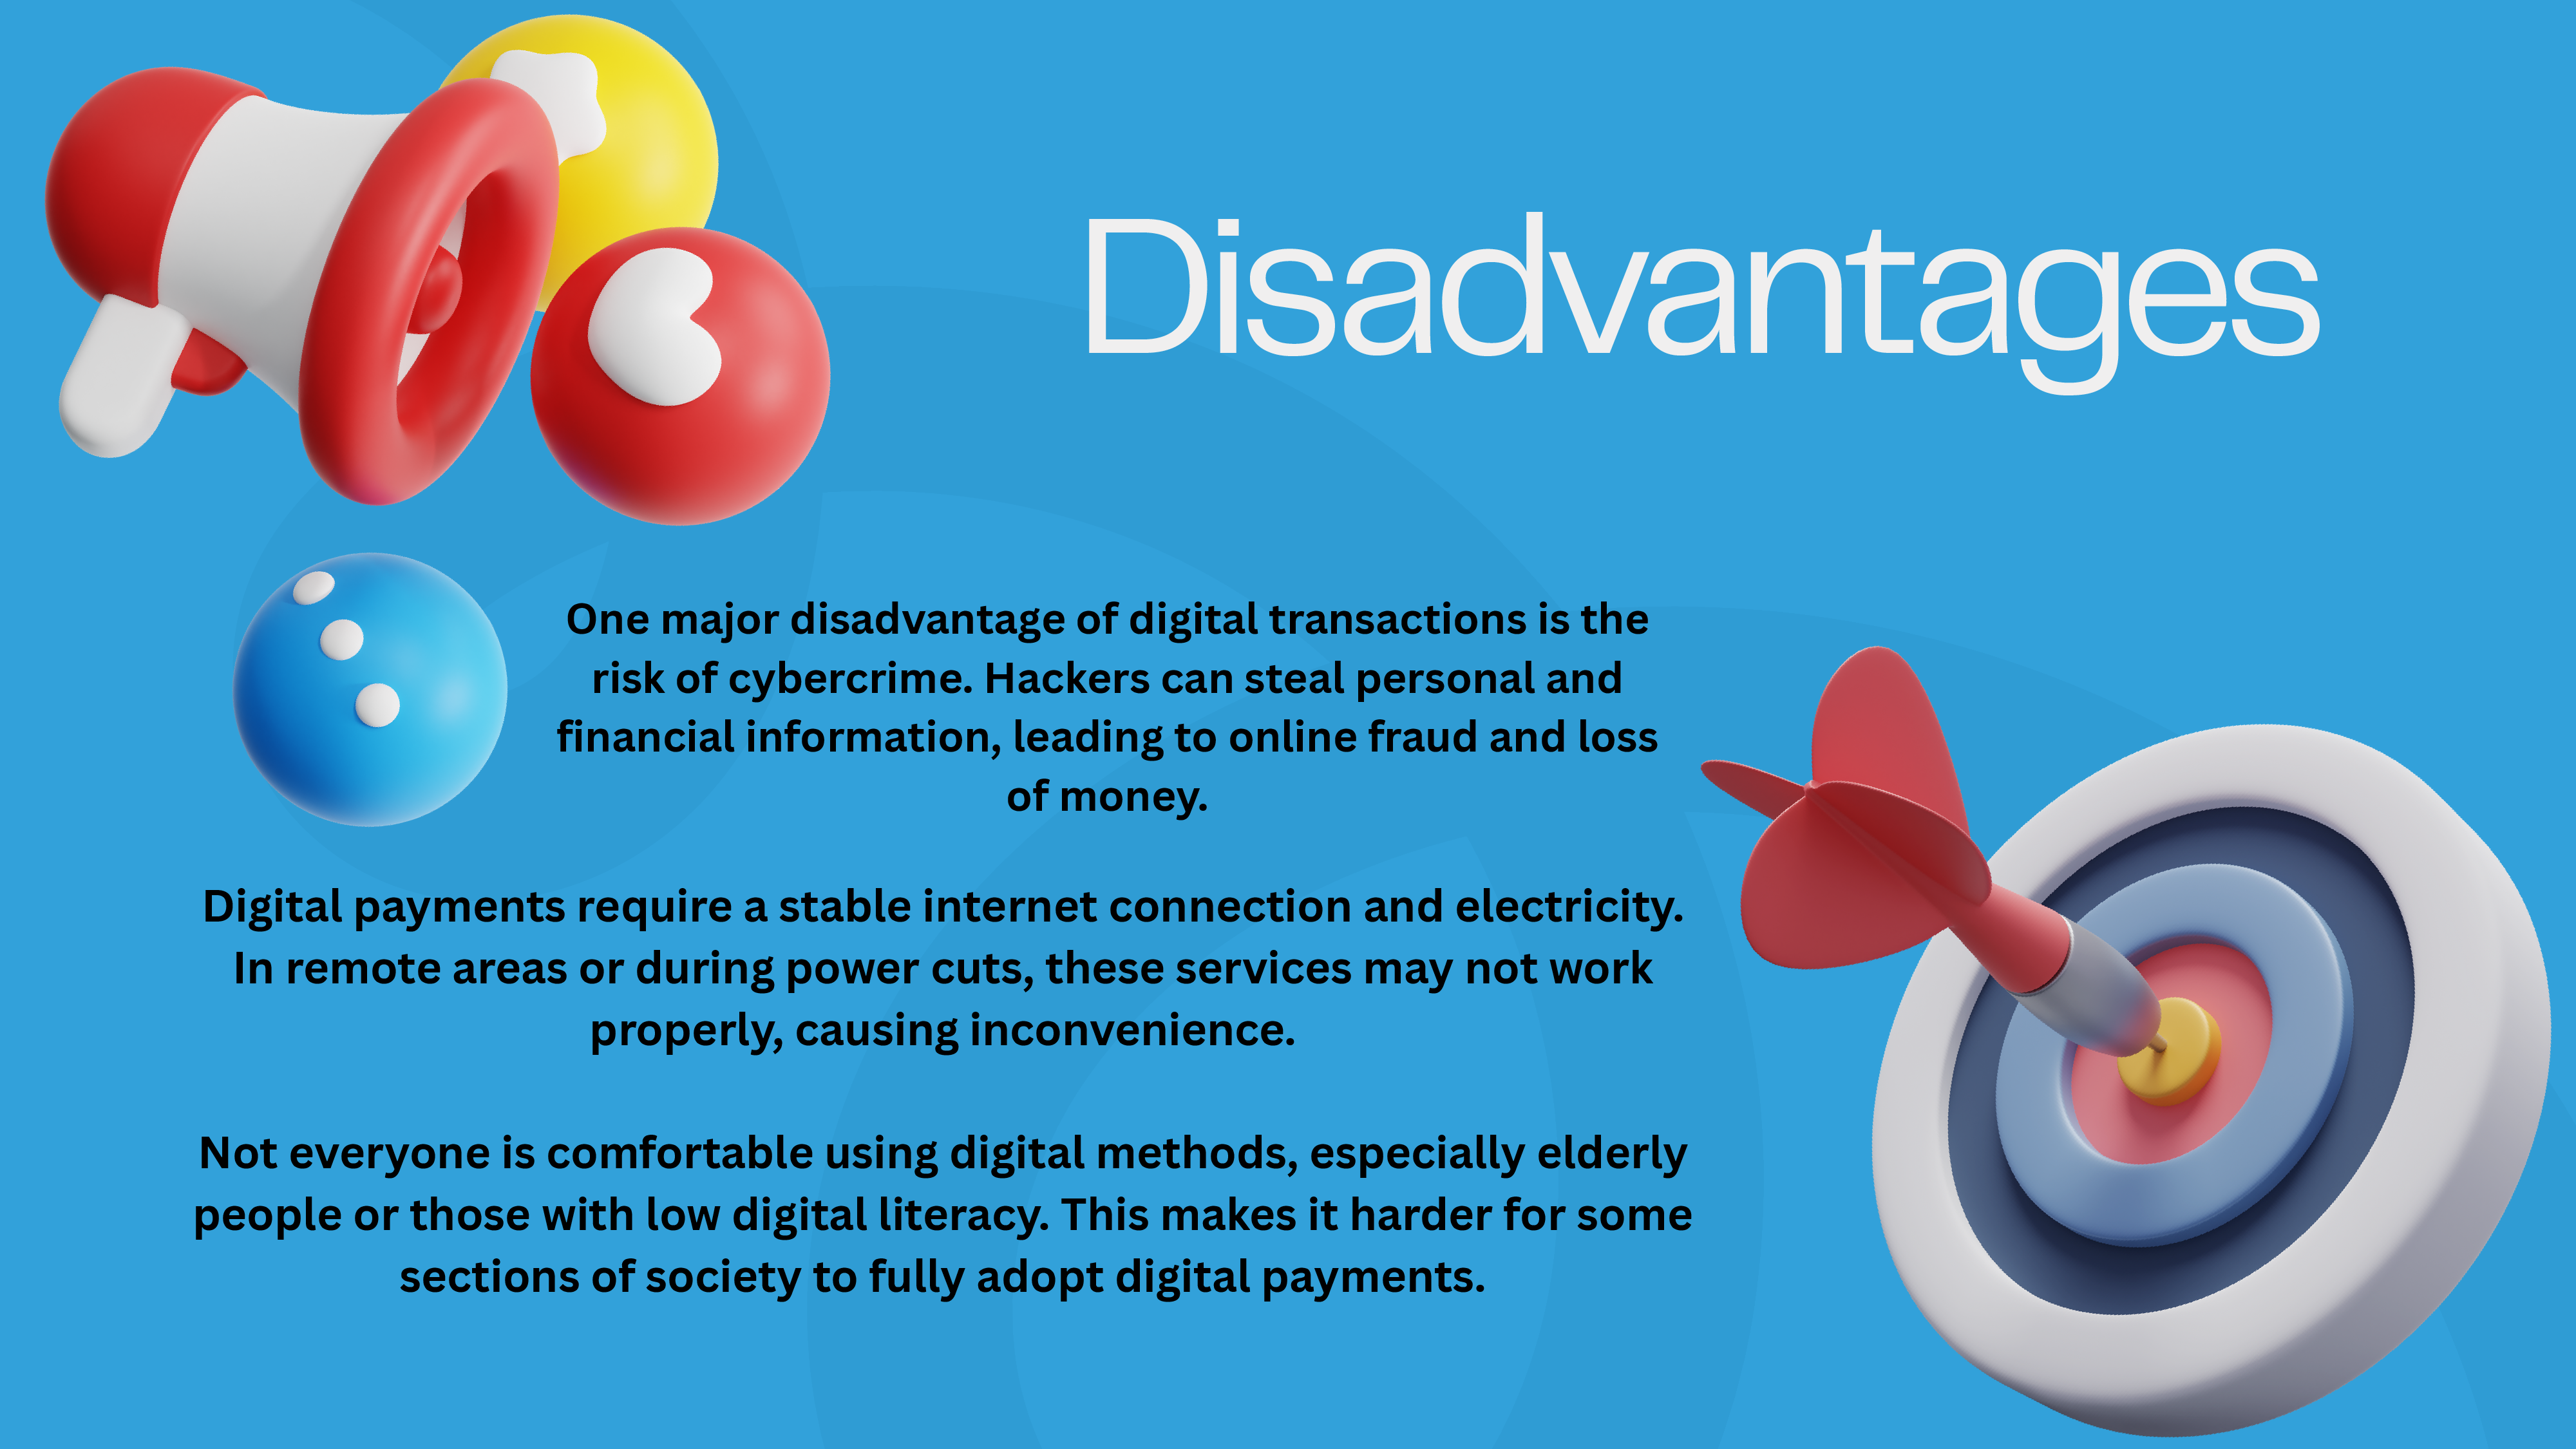 Disadvantages
One major disadvantage of digital transactions is the
risk of cybercrime. Hackers can steal personal and
financial information, leading to online fraud and loss
of money.
Digital payments require a stable internet connection and electricity.
In remote areas or during power cuts, these services may not work
properly, causing inconvenience.
Not everyone is comfortable using digital methods, especially elderly
people or those with low digital literacy. This makes it harder for some
sections of society to fully adopt digital payments.